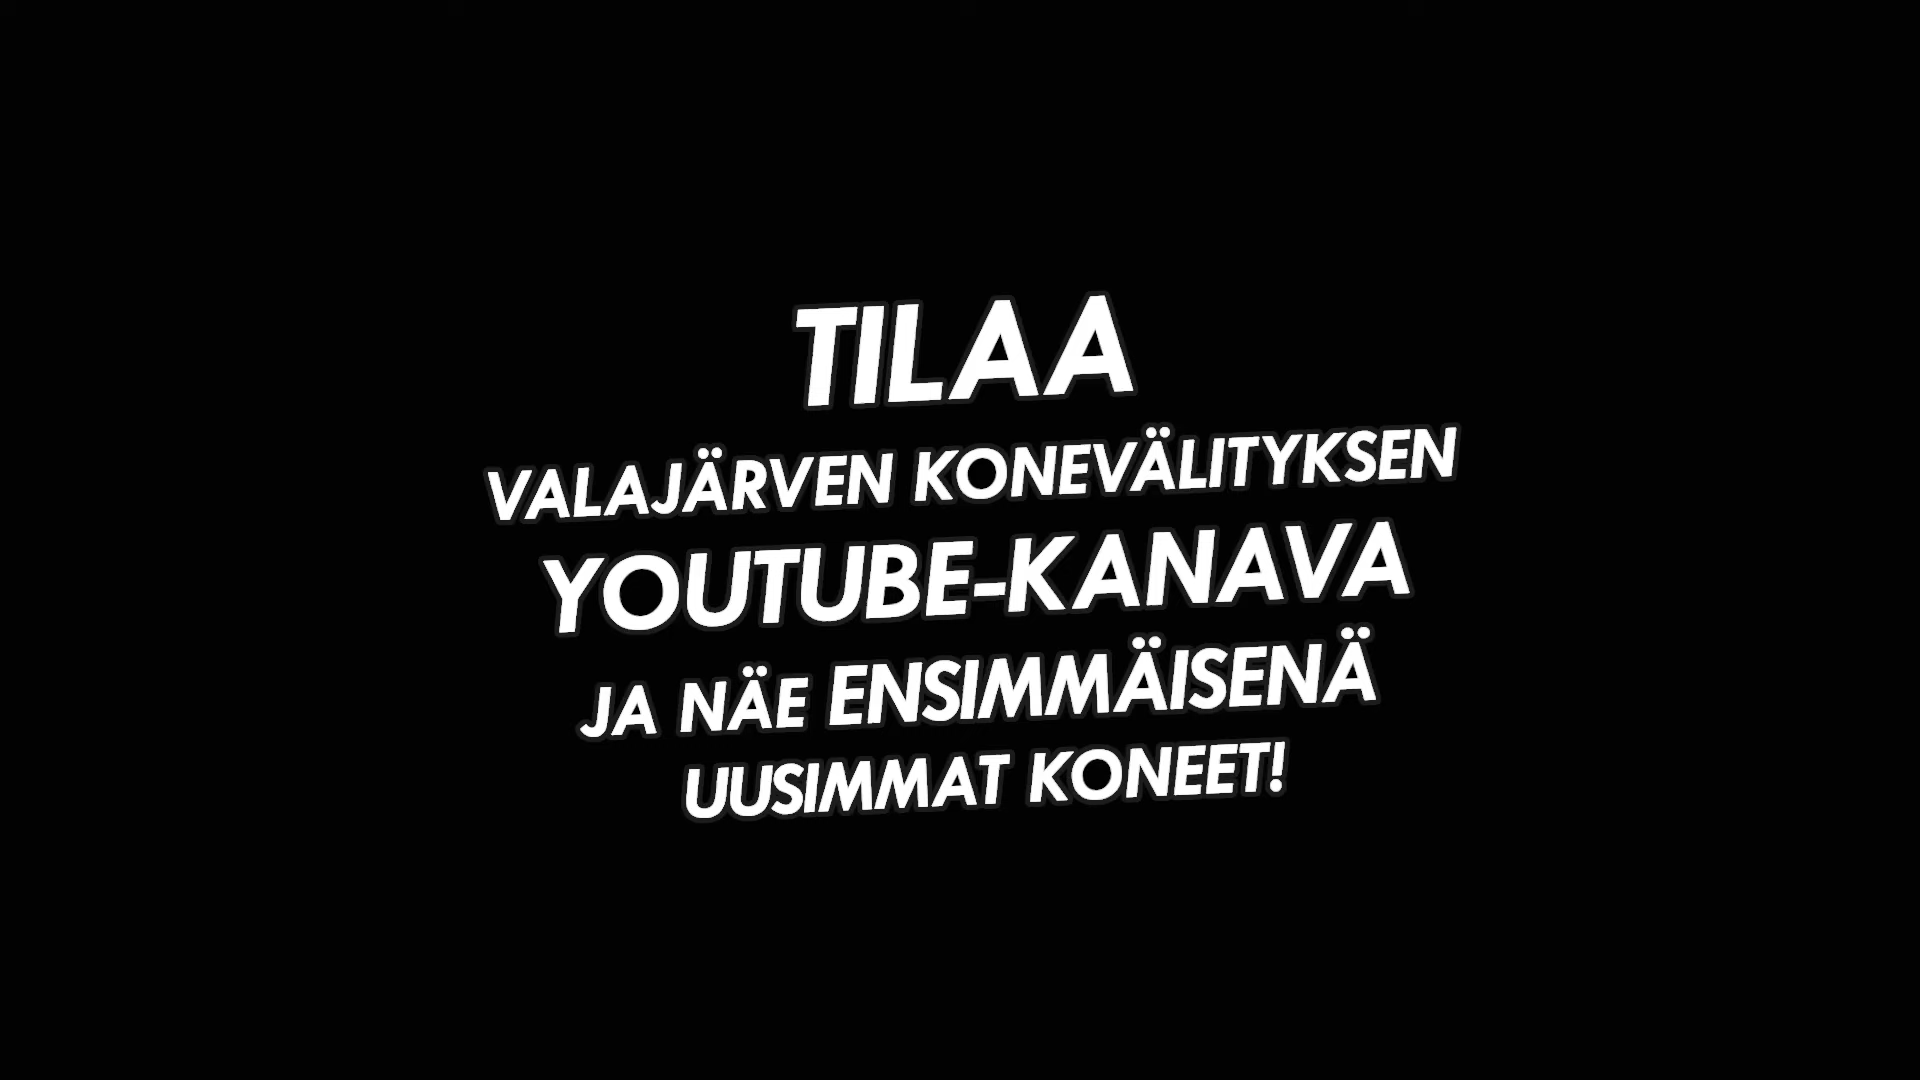 TILAA
VALAJÄRVEN KONEVÄLITYKSEN
YOUTUBE-KANAVA
JA NÄE ENSIMMÄISENÄ
UUSIMMAT KONEET!